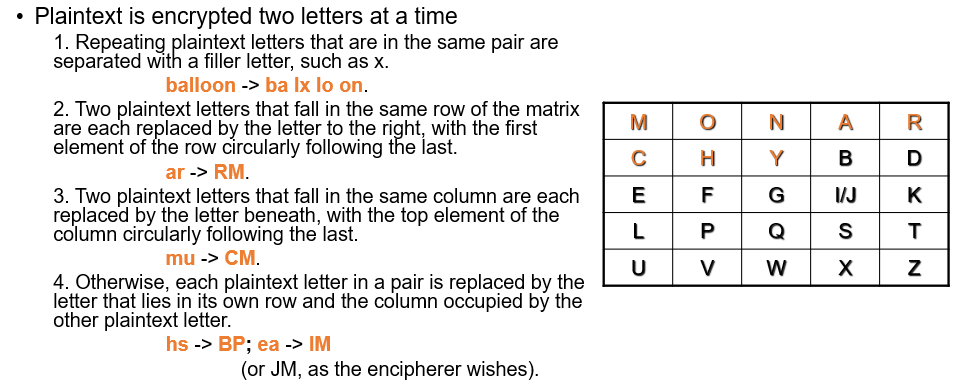 • Plaintext is encrypted two letters at a time
1. Repeating plaintext letters that are in the same pair are
separated with a filler letter, such as x.
balloon -> ba lx lo on.
2. Two plaintext letters that fall in the same row of the matrix
are each replaced by the letter to the right, with the first
element of the row circularly following the last.
ar -> RM.
3. Two plaintext letters that fall in the same column are each
replaced by the letter beneath, with the top element of the
column circularly following the last.
mu -> CM.
4. Otherwise, each plaintext letter in a pair is replaced by the
letter that lies in its own row and the column occupied by the
other plaintext letter.
hs -> BP; ea -> IM
(or JM, as the encipherer wishes).
M O N A R
C H Y B D
E F G I/J K
L P Q S T
U V W X Z